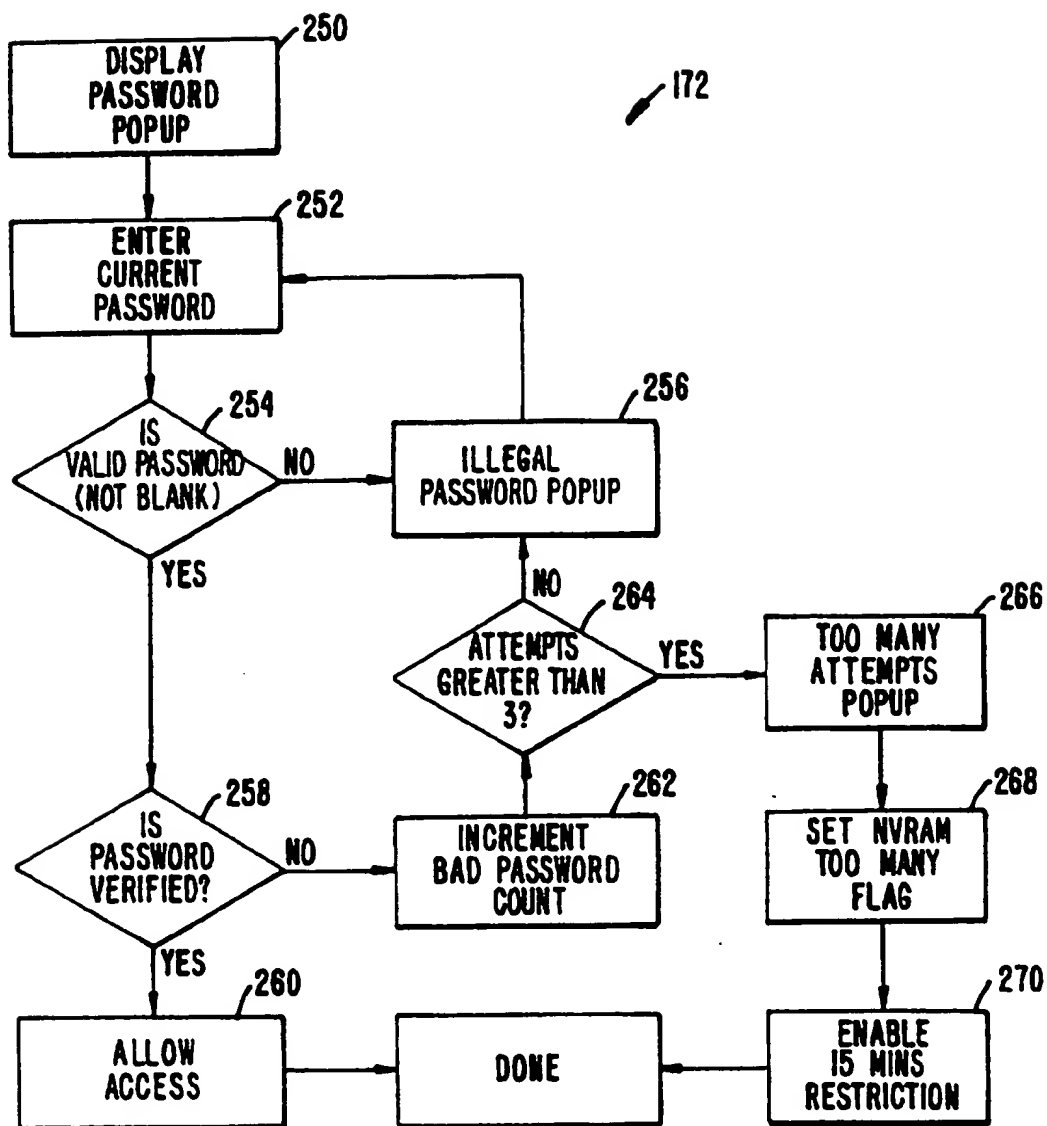 250
DISPLAY
PASSWORD
POPUP
172
252
ENTER
CURRENT
PASSWORD
254
IS
VALID PASSWORD
(NOT BLANK)
NO
YES
256
ILLEGAL
PASSWORD POPUP
NO
264
ATTEMPTS
GREATER THAN
3?
YES
266
TOO MANY
ATTEMPTS
POPUP
258
IS
PASSWORD
VERIFIED?
NO
YES
262
INCREMENT
BAD PASSWORD
COUNT
268
SET NVRAM
TOO MANY
FLAG
260
ALLOW
ACCESS
DONE
270
ENABLE
15 MINS
RESTRICTION